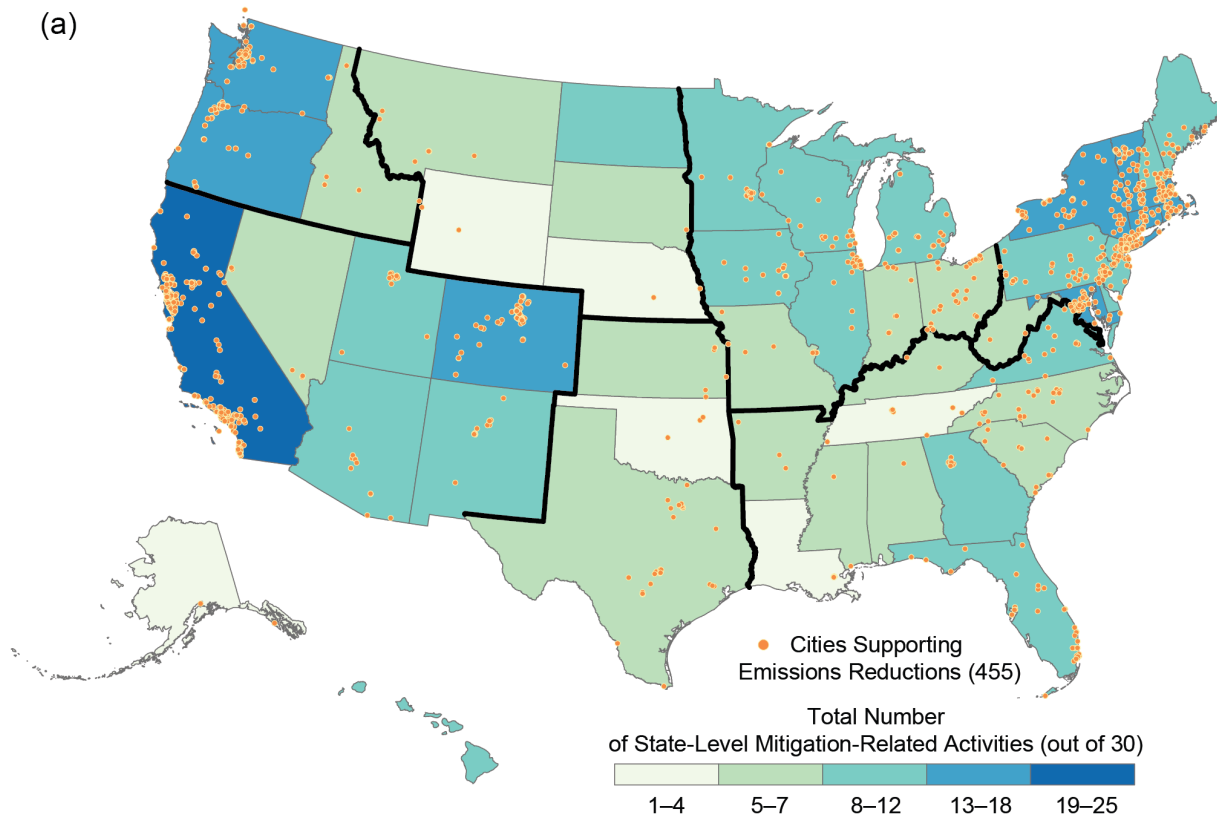 (a)
Cities Supporting
Emissions Reductions (455)
Total Number
of State-Level Mitigation-Related Activities (out of 30)
1–4 5–7 8–12 13–18 19–25